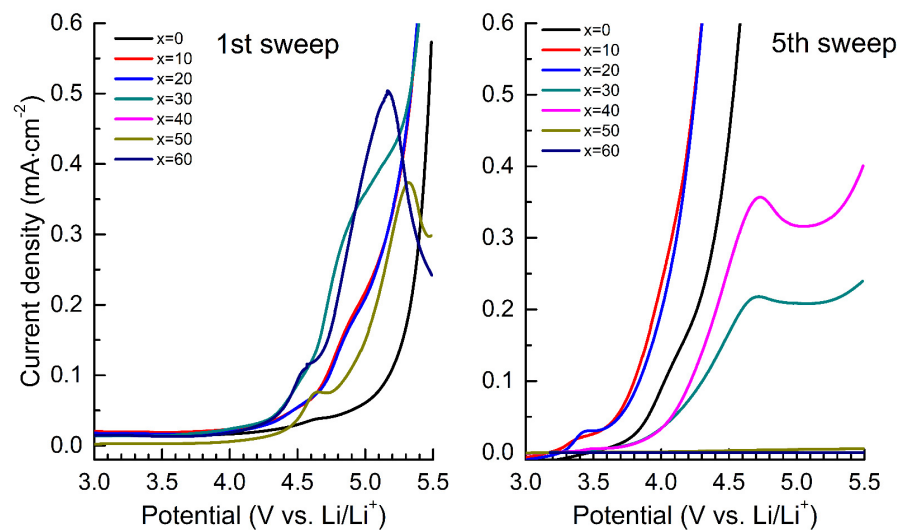 1st sweep
x=0
x=10
x=20
x=30
x=40
x=50
x=60
0.6
0.5
0.4
0.3
0.2
0.1
0.0
Current density (mA·cm⁻²)
3.0 3.5 4.0 4.5 5.0 5.5
Potential (V vs. Li/Li⁺)
5th sweep
x=0
x=10
x=20
x=30
x=40
x=50
x=60
0.6
0.5
0.4
0.3
0.2
0.1
0.0
3.0 3.5 4.0 4.5 5.0 5.5
Potential (V vs. Li/Li⁺)